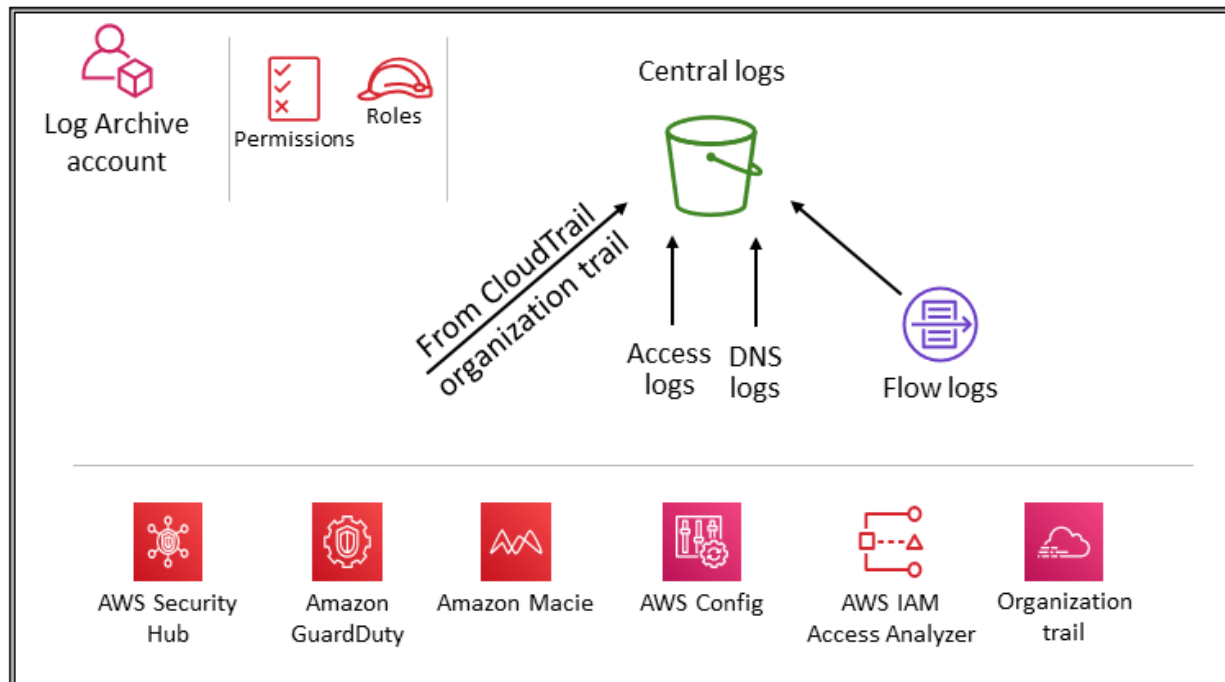 Log Archive
account
Permissions
Roles
Central logs
From CloudTrail
organization trail
Access
logs
DNS
logs
Flow logs
AWS Security
Hub
Amazon
GuardDuty
Amazon Macie
AWS Config
AWS IAM
Access Analyzer
Organization
trail